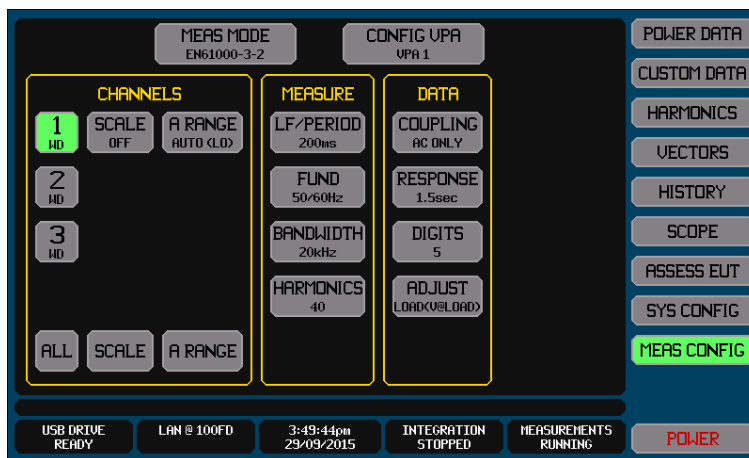 MEAS MODE
EN61000-3-2
CONFIG VPA
VPA 1
CHANNELS
1
WD
SCALE
OFF
A RANGE
AUTO (LO)
2
WD
3
WD
ALL
SCALE
A RANGE
MEASURE
LF/PERIOD
200ms
FUND
50/60Hz
BANDWIDTH
20kHz
HARMONICS
40
DATA
COUPLING
AC ONLY
RESPONSE
1.5sec
DIGITS
5
ADJUST
LOAD(V@LOAD)
POWER DATA
CUSTOM DATA
HARMONICS
VECTORS
HISTORY
SCOPE
ASSESS EUT
SYS CONFIG
MEAS CONFIG
USB DRIVE
READY
LAN @ 100FD
3:49:44pm
29/09/2015
INTEGRATION
STOPPED
MEASUREMENTS
RUNNING
POWER